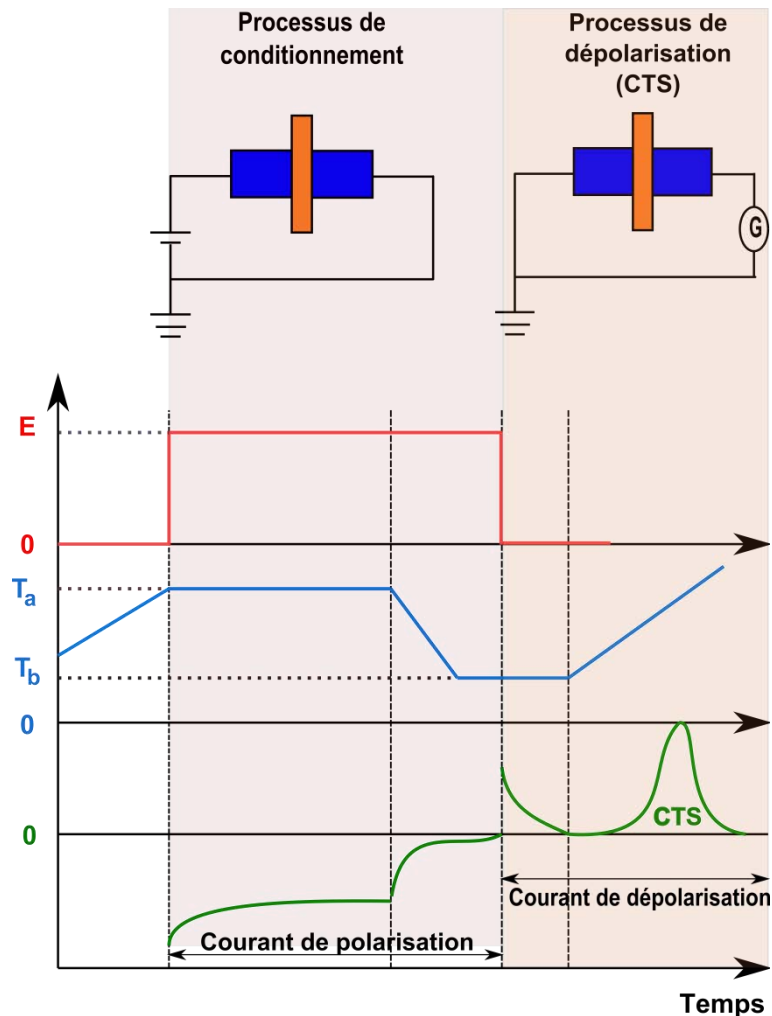 Processus de
conditionnement
Processus de
dépolarisation
(CTS)
G
E
0
Ta
Tb
0
0
CTS
Courant de dépolarisation
Courant de polarisation
Temps